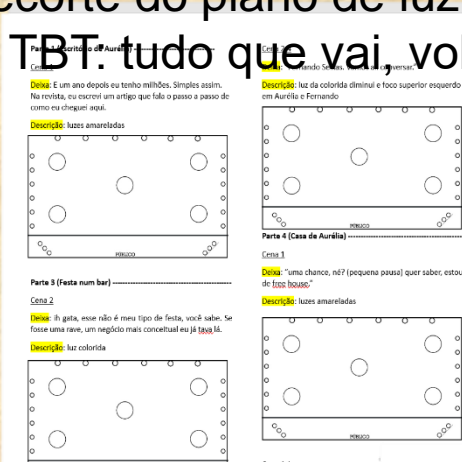 ecorte do plano de luz
TBT: tudo que vai, vol
Parte 1 (Escritório de Aurélia)
Cena 1
Deixa: E um ano depois eu tenho milhões. Simples assim.
Na revista, eu escrevi um artigo que fala o passo a passo de
como eu cheguei aqui.
Descrição: luzes amareladas
PÚBLICO
Parte 3 (Festa num bar)
Cena 2
Deixa: ih gata, esse não é meu tipo de festa, você sabe. Se
fosse uma rave, um negócio mais conceitual eu já tava lá.
Descrição: luz colorida
Descrição: luz da colorida diminui e foco superior esquerdo
em Aurélia e Fernando
PÚBLICO
Parte 4 (Casa de Aurélia)
Cena 1
Deixa: "uma chance, né? (pequena pausa) quer saber, estou
de free house."
Descrição: luzes amareladas
PÚBLICO